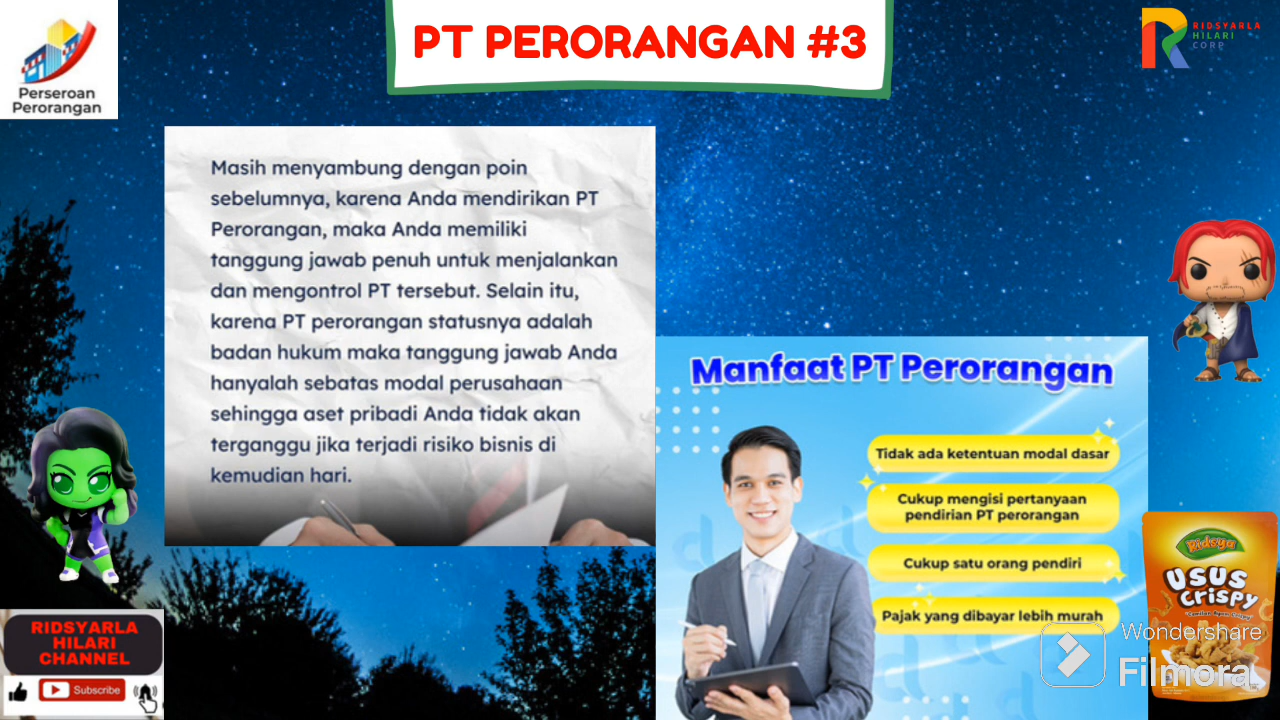 Perseroan
Perorangan
PT PERORANGAN #3
RIDSYARLA
HILARI
CORP
Masih menyambung dengan poin
sebelumnya, karena Anda mendirikan PT
Perorangan, maka Anda memiliki
tanggung jawab penuh untuk menjalankan
dan mengontrol PT tersebut. Selain itu,
karena PT perorangan statusnya adalah
badan hukum maka tanggung jawab Anda
hanyalah sebatas modal perusahaan
sehingga aset pribadi Anda tidak akan
terganggu jika terjadi risiko bisnis di
kemudian hari.
Manfaat PT Perorangan
Tidak ada ketentuan modal dasar
Cukup mengisi pertanyaan
pendirian PT perorangan
Cukup satu orang pendiri
Pajak yang dibayar lebih murah
RIDSYARLA
HILARI
CHANNEL
Subscribe
Ridsya
USUS
Crispy
Wondershare
Filmora